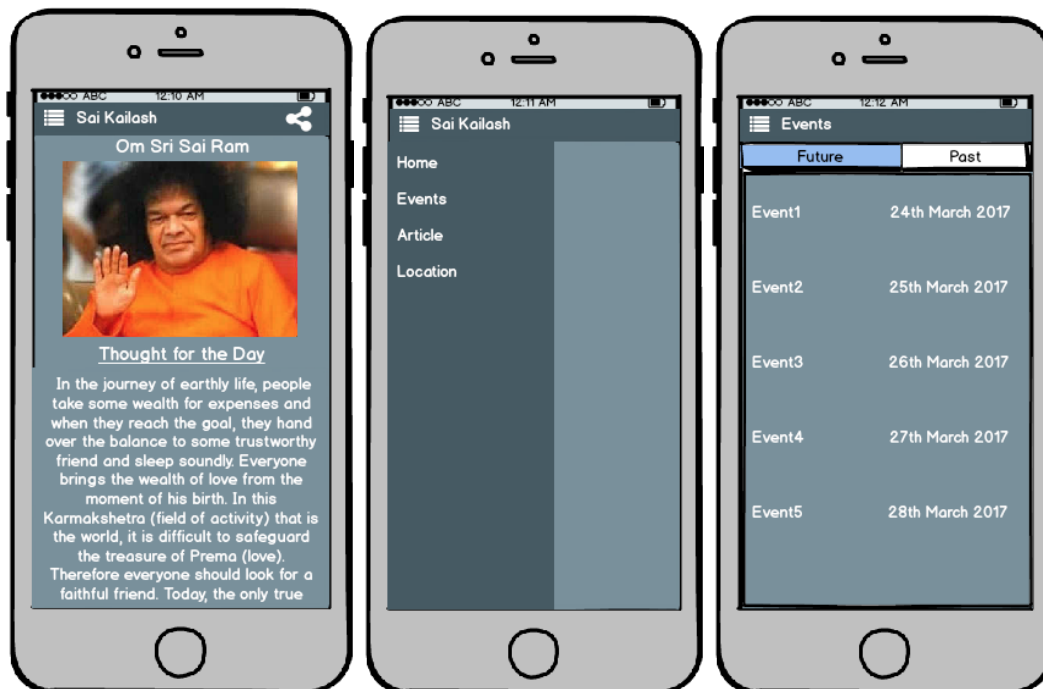 ABC 12:10 AM
Sai Kailash
Om Sri Sai Ram
Thought for the Day
In the journey of earthly life, people
take some wealth for expenses and
when they reach the goal, they hand
over the balance to some trustworthy
friend and sleep soundly. Everyone
brings the wealth of love from the
moment of his birth. In this
Karmakshetra (field of activity) that is
the world, it is difficult to safeguard
the treasure of Prema (love).
Therefore everyone should look for a
faithful friend. Today, the only true
ABC 12:11 AM
Sai Kailash
Home
Events
Article
Location
ABC 12:12 AM
Events
Future Past
Event1 24th March 2017
Event2 25th March 2017
Event3 26th March 2017
Event4 27th March 2017
Event5 28th March 2017